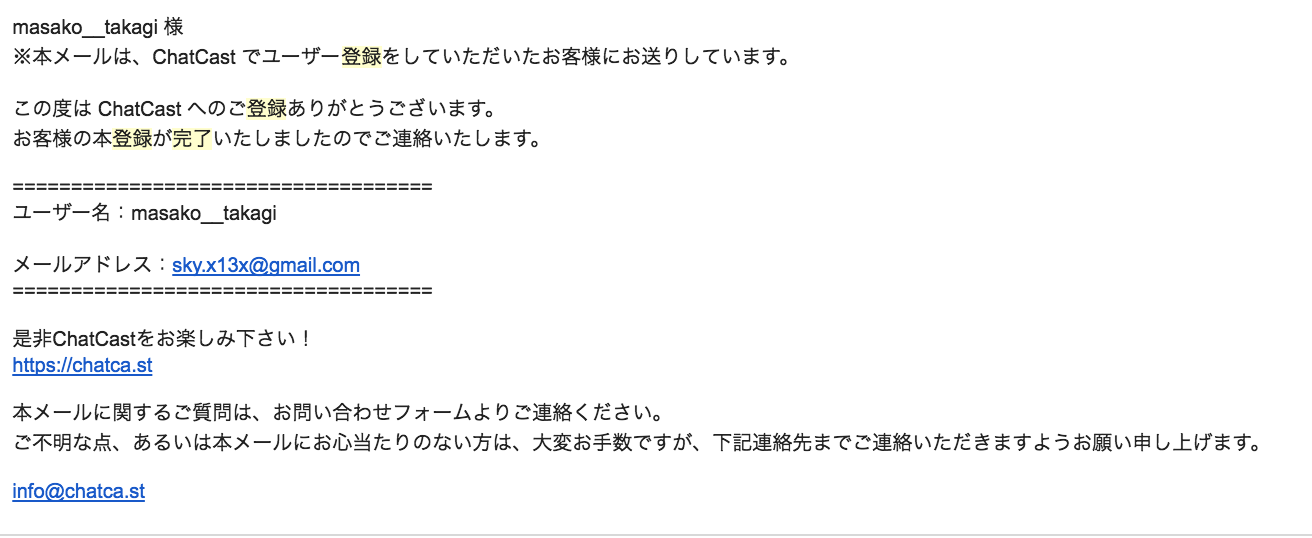 masako__takagi 様
※本メールは、ChatCast でユーザー登録をしていただいたお客様にお送りしています。
この度は ChatCast へのご登録ありがとうございます。
お客様の本登録が完了いたしましたのでご連絡いたします。
====================================
ユーザー名：masako__takagi
メールアドレス：sky.x13x@gmail.com
====================================
是非ChatCastをお楽しみ下さい！
https://chatca.st
本メールに関するご質問は、お問い合わせフォームよりご連絡ください。
ご不明な点、あるいは本メールにお心当たりのない方は、大変お手数ですが、下記連絡先までご連絡いただきますようお願い申し上げます。
info@chatca.st